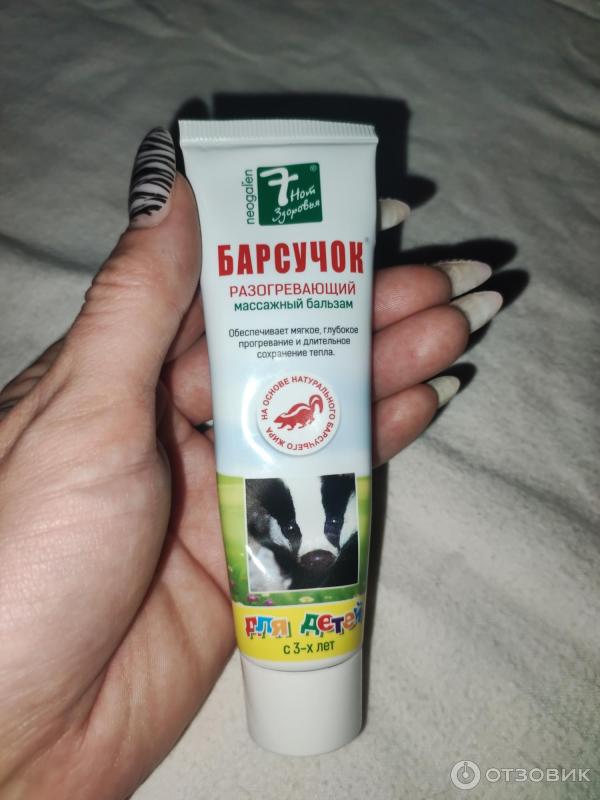 neogalen
7 Нот
Здоровья
®
БАРСУЧОК®
РАЗОГРЕВАЮЩИЙ
массажный бальзам
Обеспечивает мягкое, глубокое
прогревание и длительное
сохранение тепла.
НА ОСНОВЕ НАТУРАЛЬНОГО БАРСУЧЬЕГО ЖИРА
для детей
с 3-х лет
ОТЗОВИК